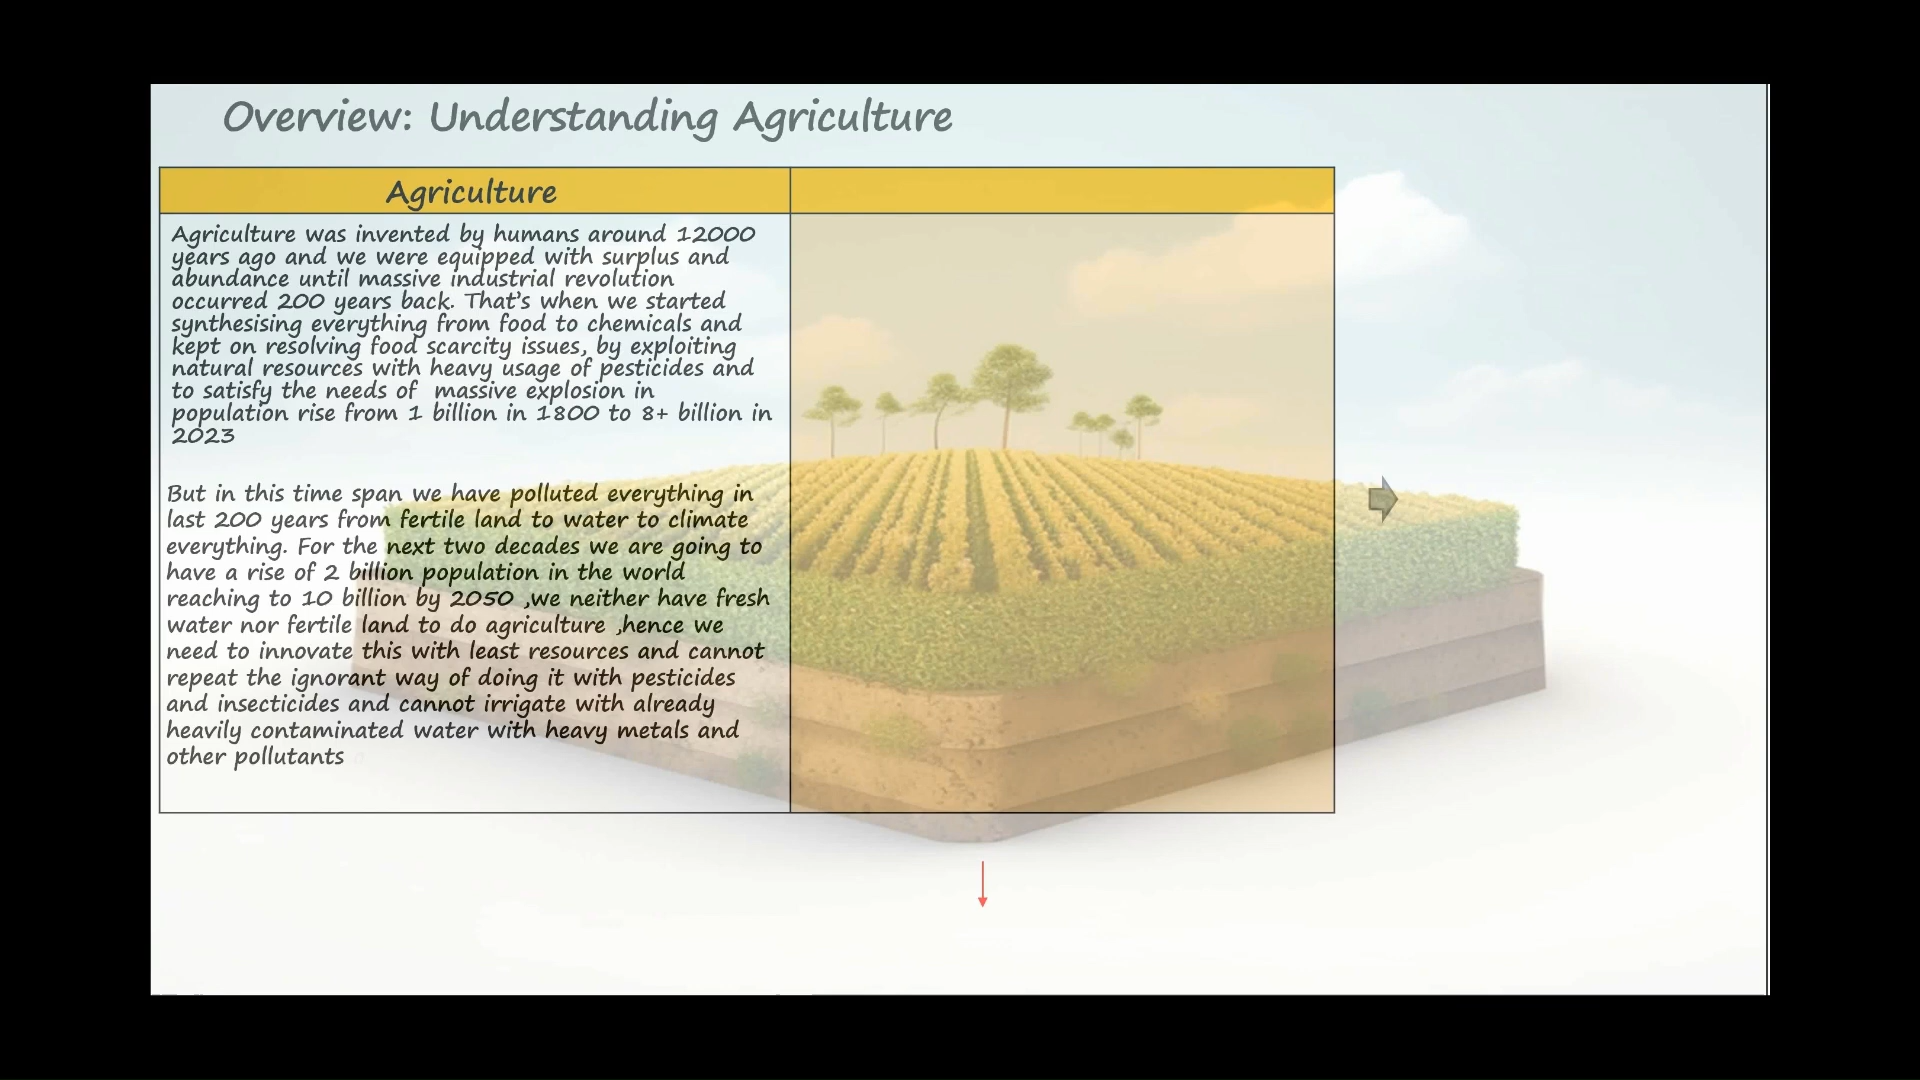 Overview: Understanding Agriculture
Agriculture
Agriculture was invented by humans around 12000
years ago and we were equipped with surplus and
abundance until massive industrial revolution
occurred 200 years back. That's when we started
synthesising everything from food to chemicals and
kept on resolving food scarcity issues, by exploiting
natural resources with heavy usage of pesticides and
to satisfy the needs of  massive explosion in
population rise from 1 billion in 1800 to 8+ billion in
2023
But in this time span we have polluted everything in
last 200 years from fertile land to water to climate
everything. For the next two decades we are going to
have a rise of 2 billion population in the world
reaching to 10 billion by 2050 ,we neither have fresh
water nor fertile land to do agriculture ,hence we
need to innovate this with least resources and cannot
repeat the ignorant way of doing it with pesticides
and insecticides and cannot irrigate with already
heavily contaminated water with heavy metals and
other pollutants